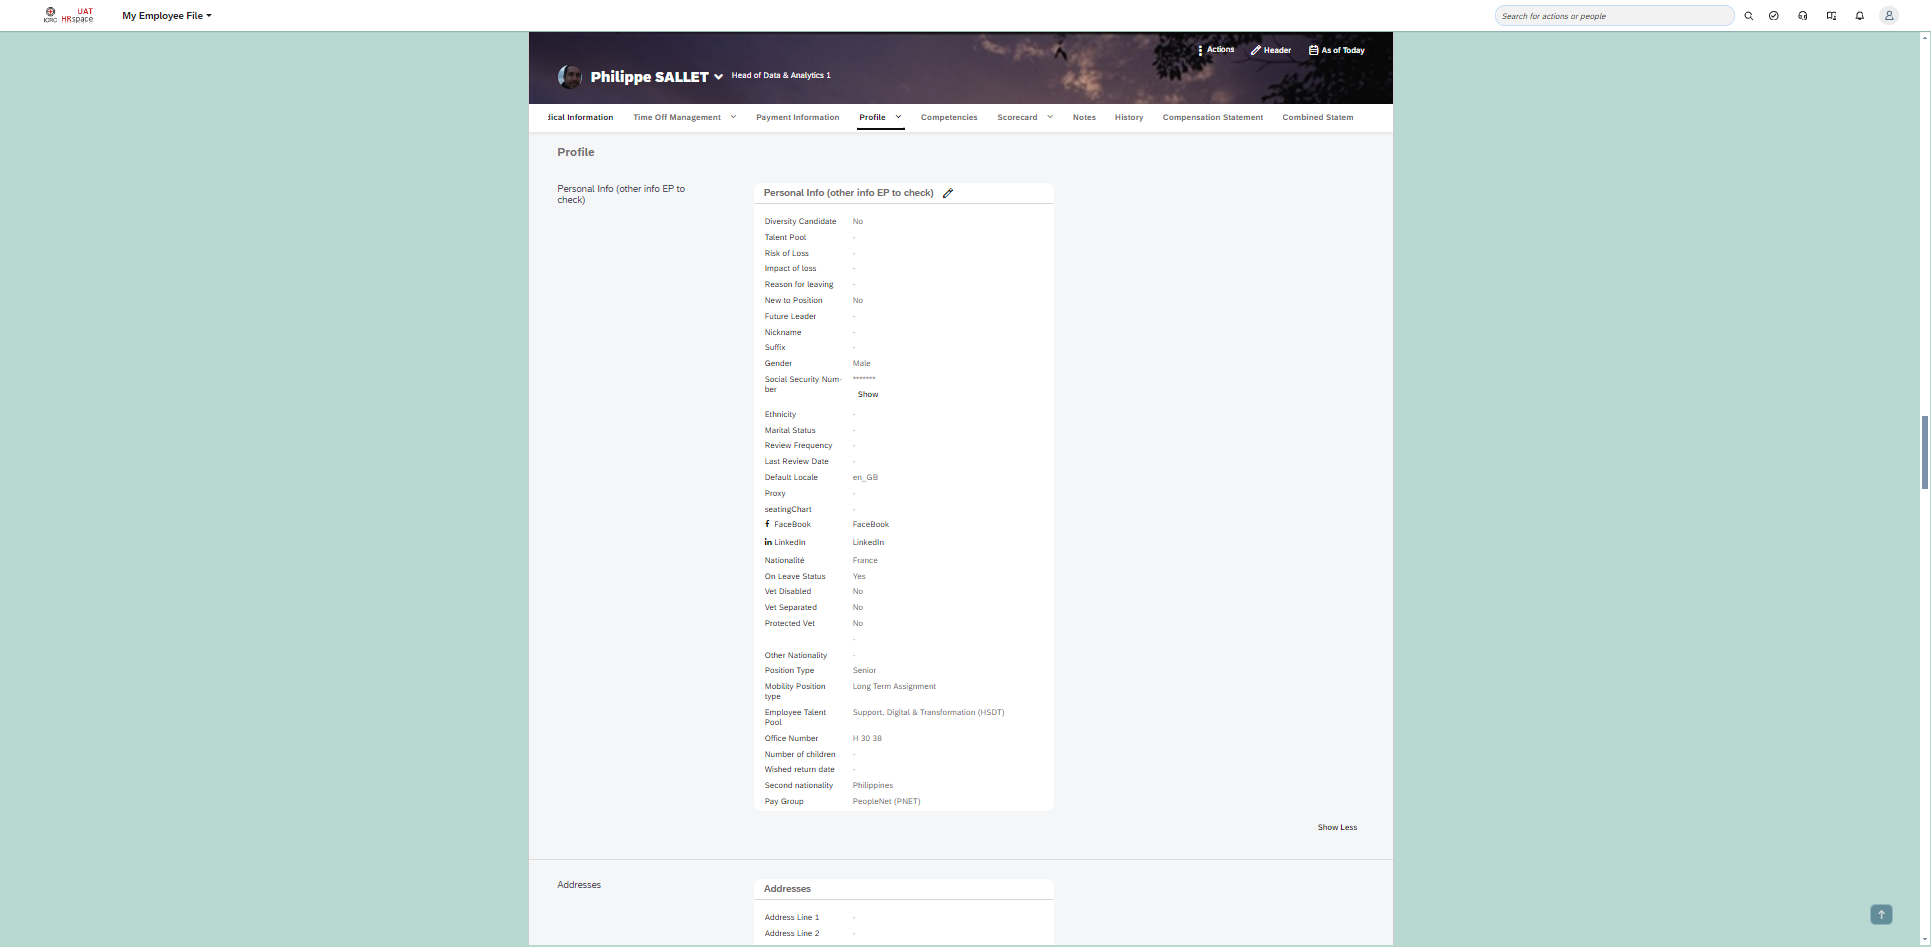 ICRC
UAT
HRspace
My Employee File
Search for actions or people
Actions
Header
As of Today
Philippe SALLET
Head of Data & Analytics 1
dical Information
Time Off Management
Payment Information
Profile
Competencies
Scorecard
Notes
History
Compensation Statement
Combined Statem
Profile
Personal Info (other info EP to
check)
Personal Info (other info EP to check)
Diversity Candidate No
Talent Pool -
Risk of Loss -
Impact of loss -
Reason for leaving -
New to Position No
Future Leader -
Nickname -
Suffix -
Gender Male
Social Security Num- *******
ber
Show
Ethnicity -
Marital Status -
Review Frequency -
Last Review Date -
Default Locale en_GB
Proxy -
seatingChart -
FaceBook FaceBook
in LinkedIn LinkedIn
Nationalité France
On Leave Status Yes
Vet Disabled No
Vet Separated No
Protected Vet No
-
Other Nationality -
Position Type Senior
Mobility Position Long Term Assignment
type
Employee Talent Support, Digital & Transformation (HSDT)
Pool
Office Number H 30 38
Number of children -
Wished return date -
Second nationality Philippines
Pay Group PeopleNet (PNET)
Show Less
Addresses
Addresses
Address Line 1 -
Address Line 2 -